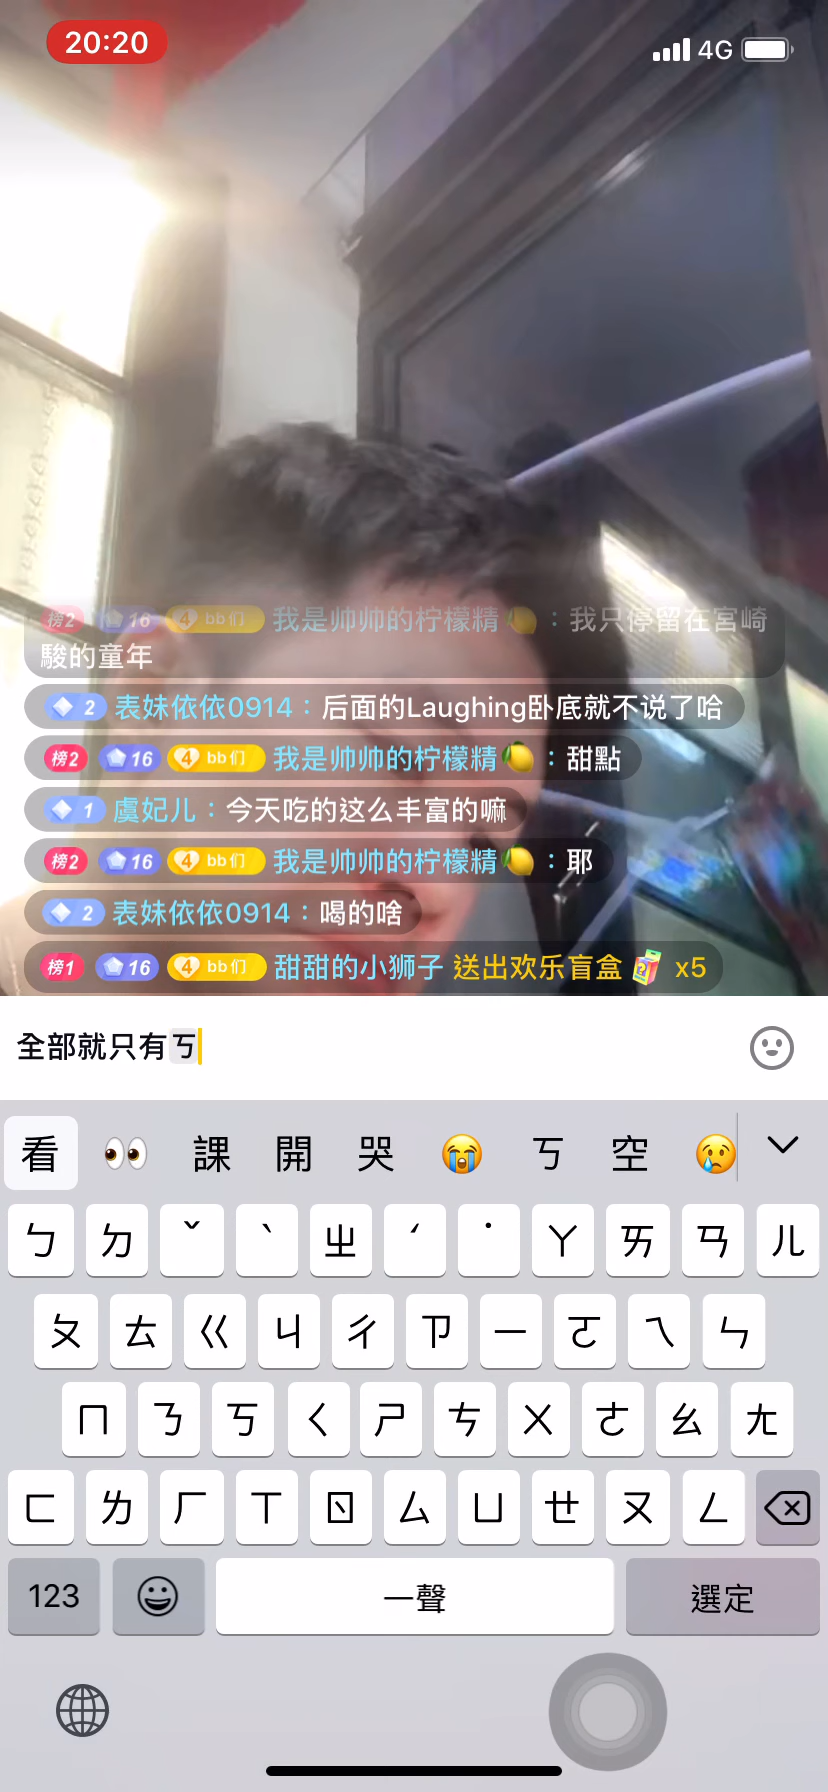 20:20 4G
榜2 16 4 bb们 我是帅帅的柠檬精🍋：我只停留在宮崎
駿的童年
2 表妹依依0914：后面的Laughing卧底就不说了哈
榜2 16 4 bb们 我是帅帅的柠檬精🍋：甜點
1 虞妃儿：今天吃的这么丰富的嘛
榜2 16 4 bb们 我是帅帅的柠檬精🍋：耶
2 表妹依依0914：喝的啥
榜1 16 4 bb们 甜甜的小狮子 送出欢乐盲盒 x5
全部就只有ㄎ
看 👀 課 開 哭 😭 ㄎ 空 😢
ㄅ ㄉ ˇ ˋ ㄓ ˊ ˙ ㄚ ㄞ ㄢ ㄦ
ㄆ ㄊ ㄍ ㄐ ㄔ ㄗ ㄧ ㄛ ㄟ ㄣ
ㄇ ㄋ ㄎ ㄑ ㄕ ㄘ ㄨ ㄜ ㄠ ㄤ
ㄈ ㄌ ㄏ ㄒ ㄖ ㄙ ㄩ ㄝ ㄡ ㄥ
123 一聲 選定